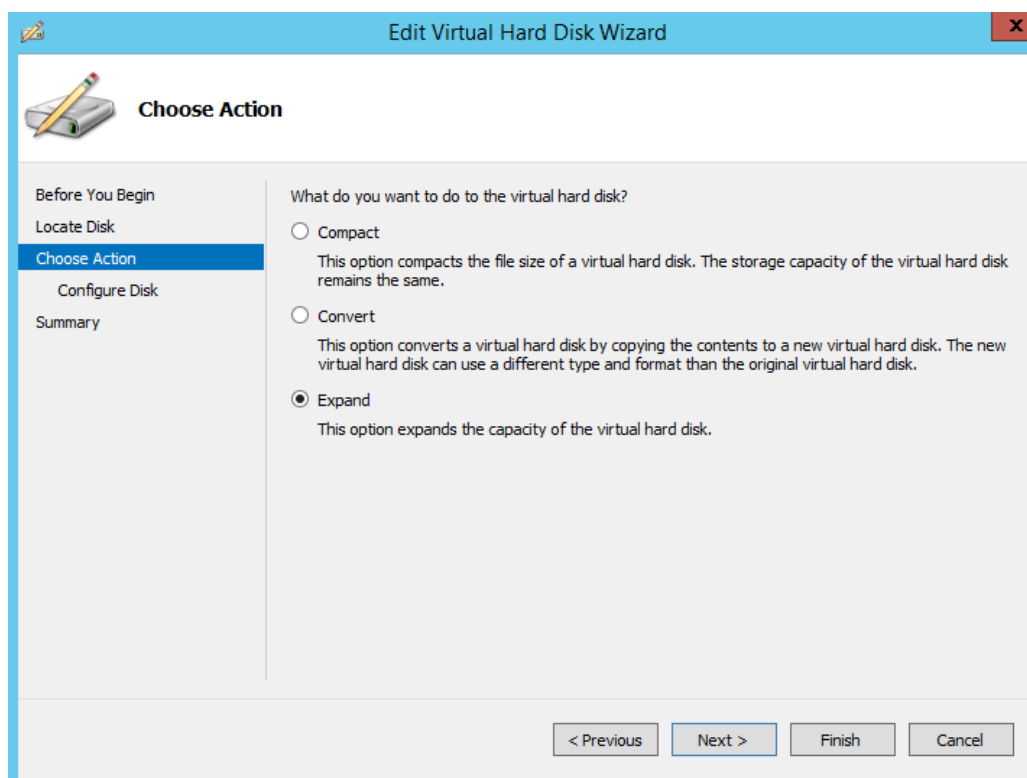 Edit Virtual Hard Disk Wizard
x
Choose Action
Before You Begin
Locate Disk
Choose Action
Configure Disk
Summary
What do you want to do to the virtual hard disk?
Compact
This option compacts the file size of a virtual hard disk. The storage capacity of the virtual hard disk
remains the same.
Convert
This option converts a virtual hard disk by copying the contents to a new virtual hard disk. The new
virtual hard disk can use a different type and format than the original virtual hard disk.
Expand
This option expands the capacity of the virtual hard disk.
< Previous
Next >
Finish
Cancel